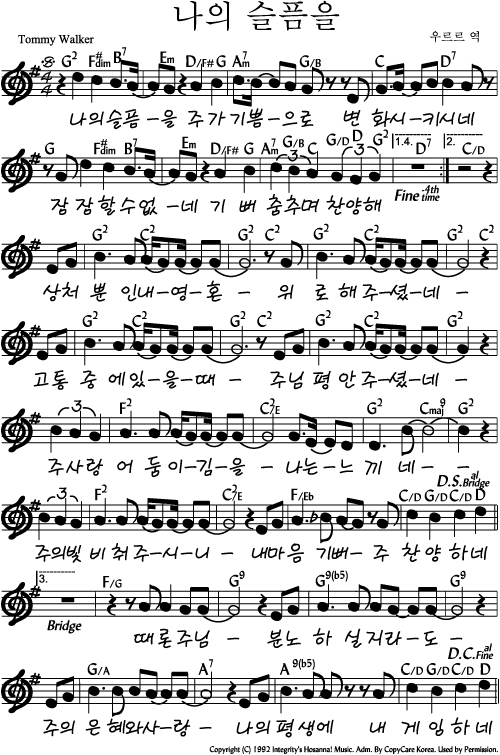 나의 슬픔을
Tommy Walker 우르르 역
G2 F#dim B7 Em D/F# G Am7 G/B C D7
나의슬픔-을 주가기쁨-으로 변 화시-키시네
G F#dim B7 Em D/F# G Am7 G/B C G/D D G2 1.4. D7 2. C/D
잠잠할수없-네 기 뻐 춤추며 찬양해 Fine-4th time
G2 C2 G2 C2 G2 C2 G2
상처 뿐 인내-영-혼- 위 로 해주-셨-네-
G2 C2 G2 C2 G2 C2 G2
고통 중 에있-을-때- 주님 평 안주-셨-네-
F2 C2/E G2 Cmaj9 G2
주사랑 어 둠이-김-을- 나는-느 끼 네--
D.S. al Bridge
F2 C2/E F/Eb C/D G/D C/D D
주의빛 비 춰주-시-니- 내마음 기뻐-주 찬 양 하네
3. F/G G9 G9(b5) G9
Bridge 때론주님- 분노 하 실지라-도-
D.C. al Fine
G/A A7 A9(b5) C/D G/D C/D D
주의 은 혜와사-랑- 나의평생에 내 게 임 하네
Copyright (C) 1992 Integrity's Hosanna! Music. Adm. By CopyCare Korea. Used by Permission.